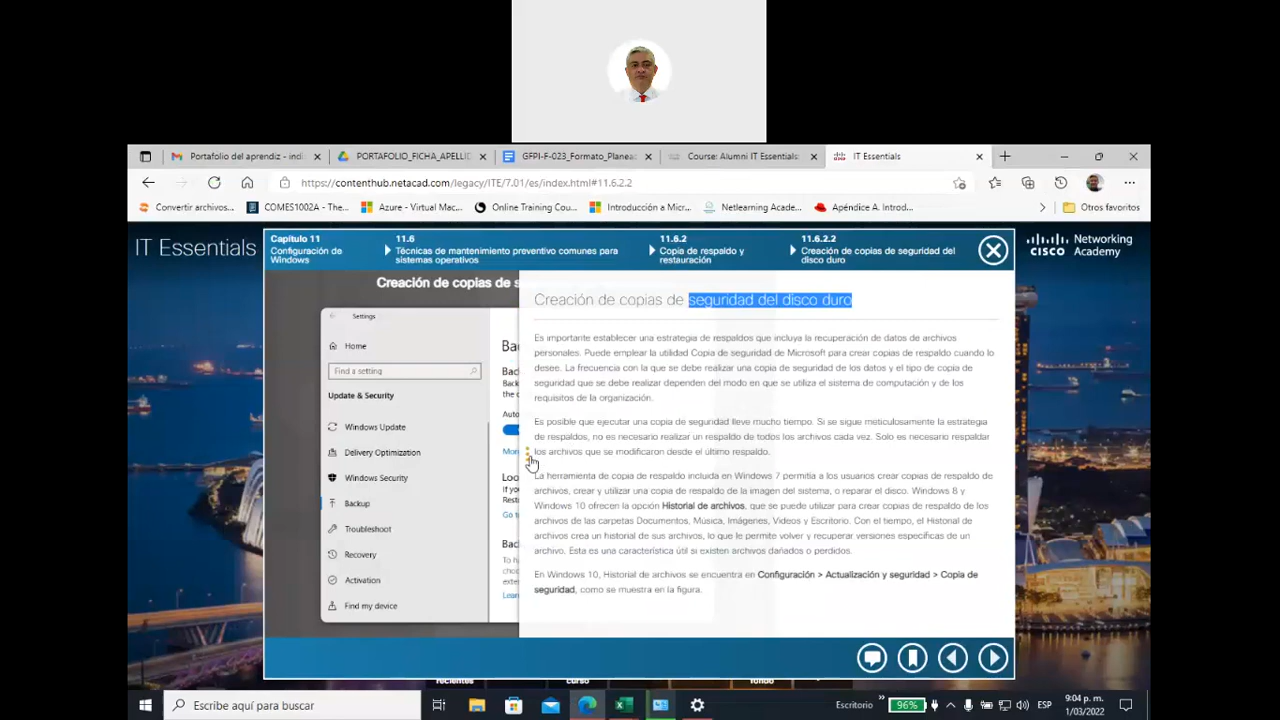 Portafolio del aprendiz - indi
PORTAFOLIO_FICHA_APELLID
GFPI-F-023_Formato_Planeac
Course: Alumni IT Essentials:
IT Essentials
https://contenthub.netacad.com/legacy/ITE/7.01/es/index.html#11.6.2.2
Convertir archivos...
COMES1002A - The...
Azure - Virtual Mac...
Online Training Cou...
Introducción a Micr...
Netlearning Acade...
Apéndice A. Introd...
Otros favoritos
IT Essentials
Capítulo 11
Configuración de
Windows
11.6
Técnicas de mantenimiento preventivo comunes para
sistemas operativos
11.6.2
Copia de respaldo y
restauración
11.6.2.2
Creación de copias de seguridad del
disco duro
CISCO
Networking
Academy
Creación de copias de s
Settings
Home
Find a setting
Update & Security
Windows Update
Delivery Optimization
Windows Security
Backup
Troubleshoot
Recovery
Activation
Find my device
Creación de copias de seguridad del disco duro
Es importante establecer una estrategia de respaldos que incluya la recuperación de datos de archivos
personales. Puede emplear la utilidad Copia de seguridad de Microsoft para crear copias de respaldo cuando lo
desee. La frecuencia con la que se debe realizar una copia de seguridad de los datos y el tipo de copia de
seguridad que se debe realizar dependen del modo en que se utiliza el sistema de computación y de los
requisitos de la organización.
Es posible que ejecutar una copia de seguridad lleve mucho tiempo. Si se sigue meticulosamente la estrategia
de respaldos, no es necesario realizar un respaldo de todos los archivos cada vez. Solo es necesario respaldar
los archivos que se modificaron desde el último respaldo.
La herramienta de copia de respaldo incluida en Windows 7 permitía a los usuarios crear copias de respaldo de
archivos, crear y utilizar una copia de respaldo de la imagen del sistema, o reparar el disco. Windows 8 y
Windows 10 ofrecen la opción Historial de archivos, que se puede utilizar para crear copias de respaldo de los
archivos de las carpetas Documentos, Música, Imágenes, Videos y Escritorio. Con el tiempo, el Historial de
archivos crea un historial de sus archivos, lo que le permite volver y recuperar versiones específicas de un
archivo. Esta es una característica útil si existen archivos dañados o perdidos.
En Windows 10, Historial de archivos se encuentra en Configuración > Actualización y seguridad > Copia de
seguridad, como se muestra en la figura.
recientes
curso
fondo
Escribe aquí para buscar
Escritorio
96%
ESP
9:04 p. m.
1/03/2022